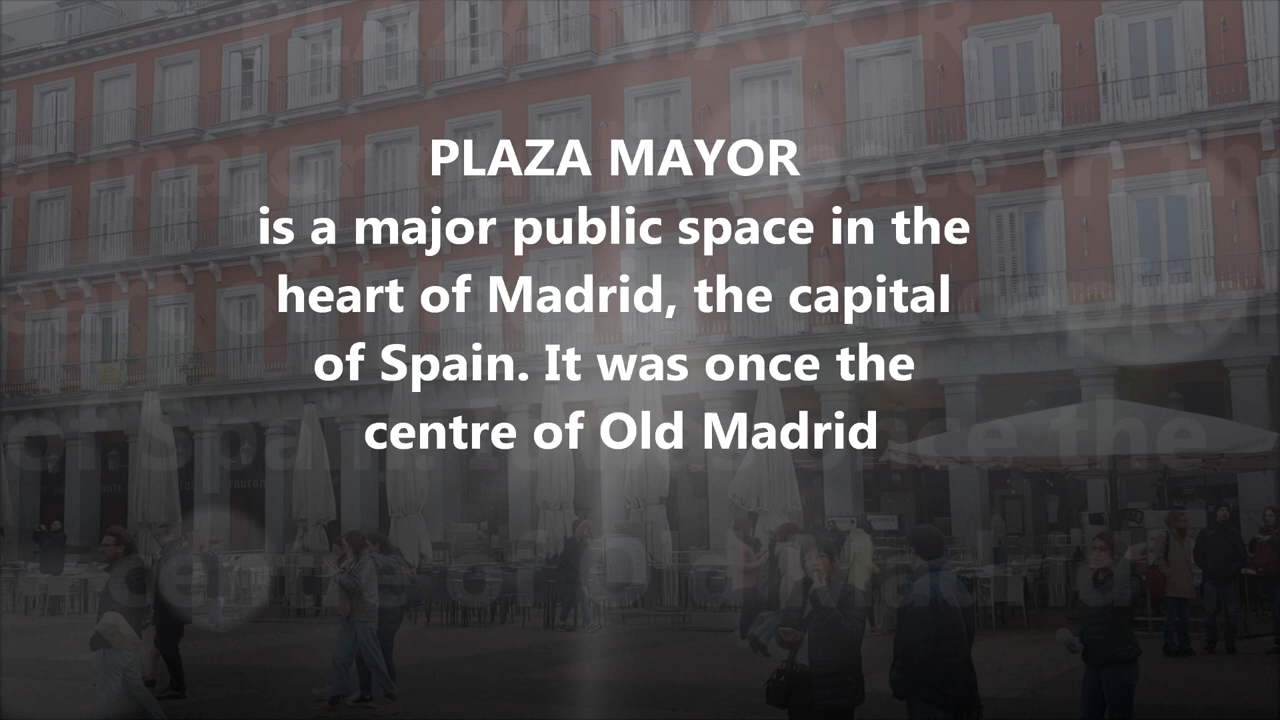 PLAZA MAYOR
is a major public space in the
heart of Madrid, the capital
of Spain. It was once the
centre of Old Madrid